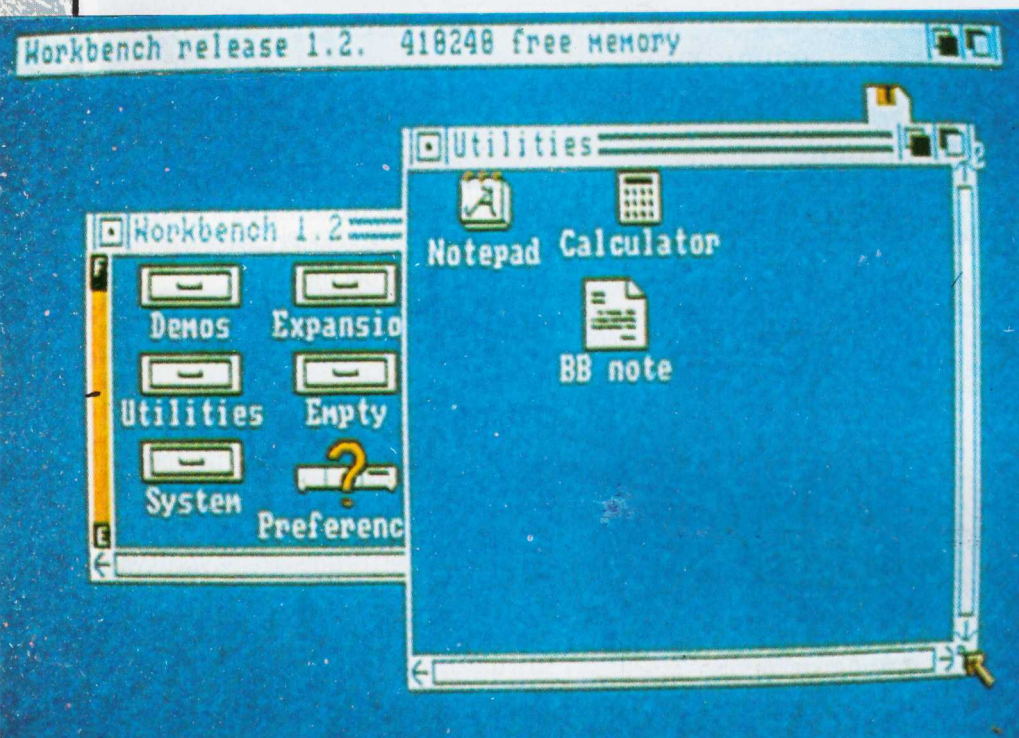 Workbench release 1.2. 418248 free memory
Utilities
2
Notepad
Calculator
BB note
Workbench 1.2
F
Demos
Expansio
Utilities
Empty
System
Preferenc
E